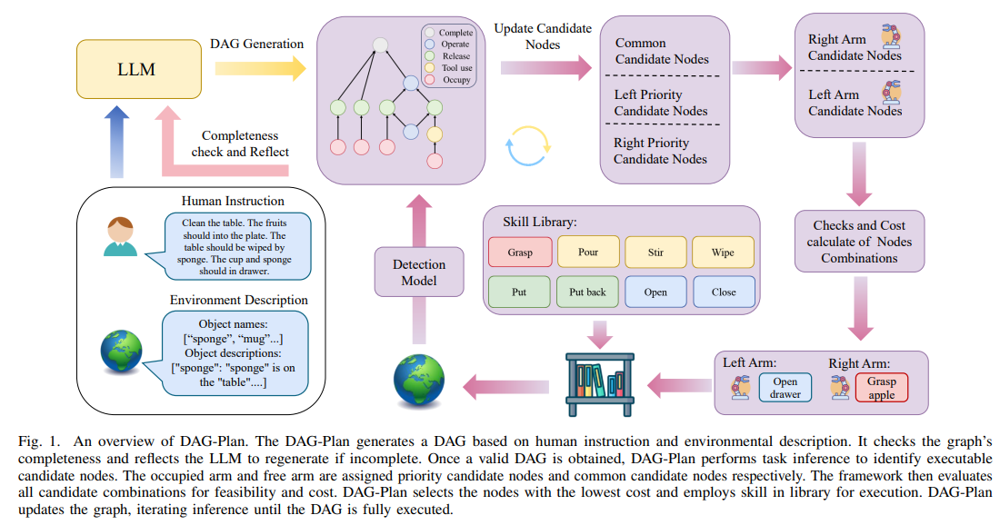 LLM
DAG Generation
Completeness
check and Reflect
Complete
Operate
Release
Tool use
Occupy
Update Candidate
Nodes
Common
Candidate Nodes
Left Priority
Candidate Nodes
Right Priority
Candidate Nodes
Right Arm
Candidate Nodes
Left Arm
Candidate Nodes
Human Instruction
Clean the table. The fruits
should into the plate. The
table should be wiped by
sponge. The cup and sponge
should in drawer.
Environment Description
Object names:
[“sponge”, “mug”...]
Object descriptions:
["sponge": "sponge" is on
the "table"....]
Detection
Model
Skill Library:
Grasp
Pour
Stir
Wipe
Put
Put back
Open
Close
Checks and Cost
calculate of Nodes
Combinations
Left Arm:
Open
drawer
Right Arm:
Grasp
apple
Fig. 1. An overview of DAG-Plan. The DAG-Plan generates a DAG based on human instruction and environmental description. It checks the graph’s
completeness and reflects the LLM to regenerate if incomplete. Once a valid DAG is obtained, DAG-Plan performs task inference to identify executable
candidate nodes. The occupied arm and free arm are assigned priority candidate nodes and common candidate nodes respectively. The framework then evaluates
all candidate combinations for feasibility and cost. DAG-Plan selects the nodes with the lowest cost and employs skill in library for execution. DAG-Plan
updates the graph, iterating inference until the DAG is fully executed.